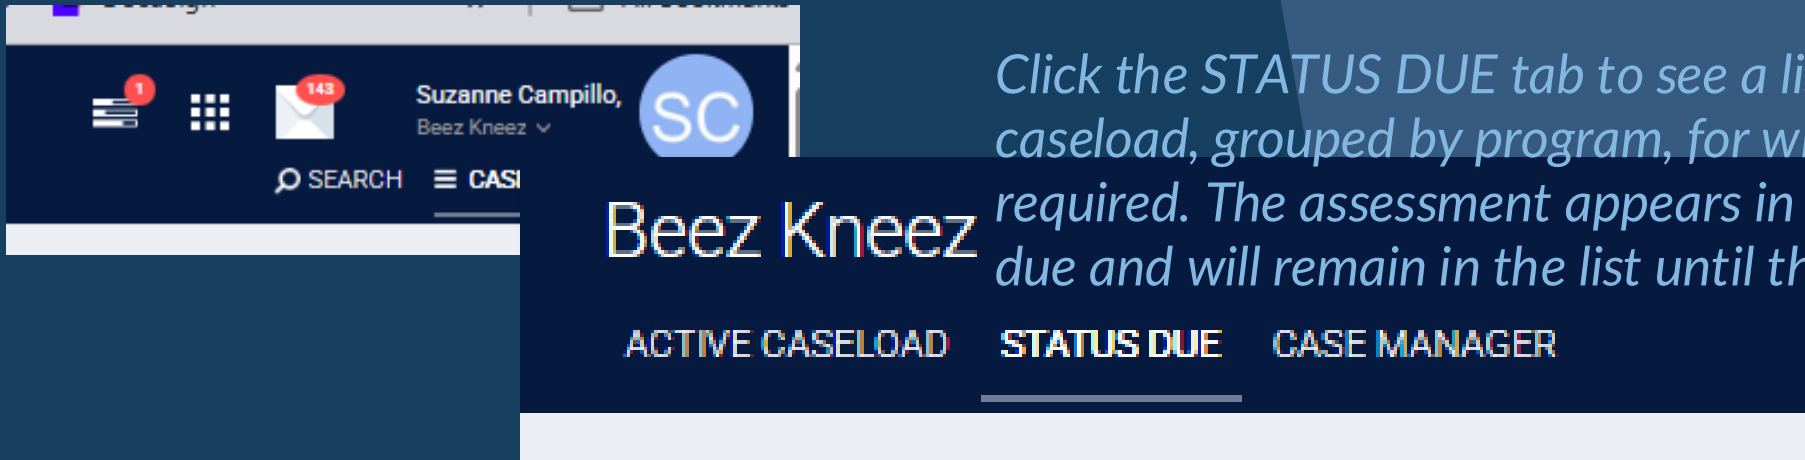 1
143
Suzanne Campillo,
Beez Kneez
SC
SEARCH
CAS
Click the STATUS DUE tab to see a li
caseload, grouped by program, for w
required. The assessment appears in
due and will remain in the list until th
Beez Kneez
ACTIVE CASELOAD STATUS DUE CASE MANAGER